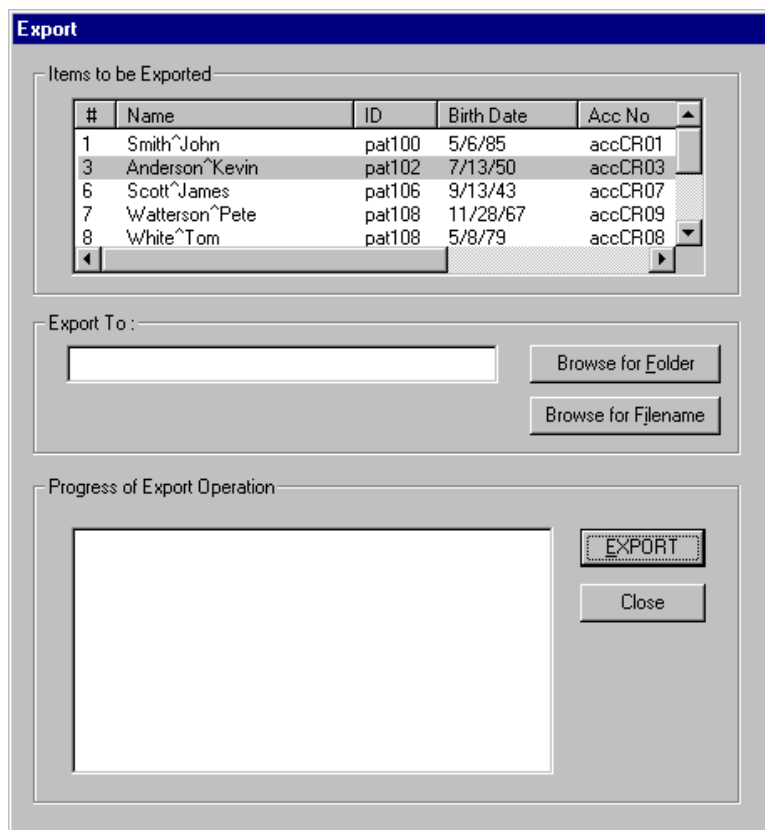 Export
Items to be Exported
# Name ID Birth Date Acc No
1 Smith^John pat100 5/6/85 accCR01
3 Anderson^Kevin pat102 7/13/50 accCR03
6 Scott^James pat106 9/13/43 accCR07
7 Watterson^Pete pat108 11/28/67 accCR09
8 White^Tom pat108 5/8/79 accCR08
Export To :
Browse for Folder
Browse for Filename
Progress of Export Operation
EXPORT
Close